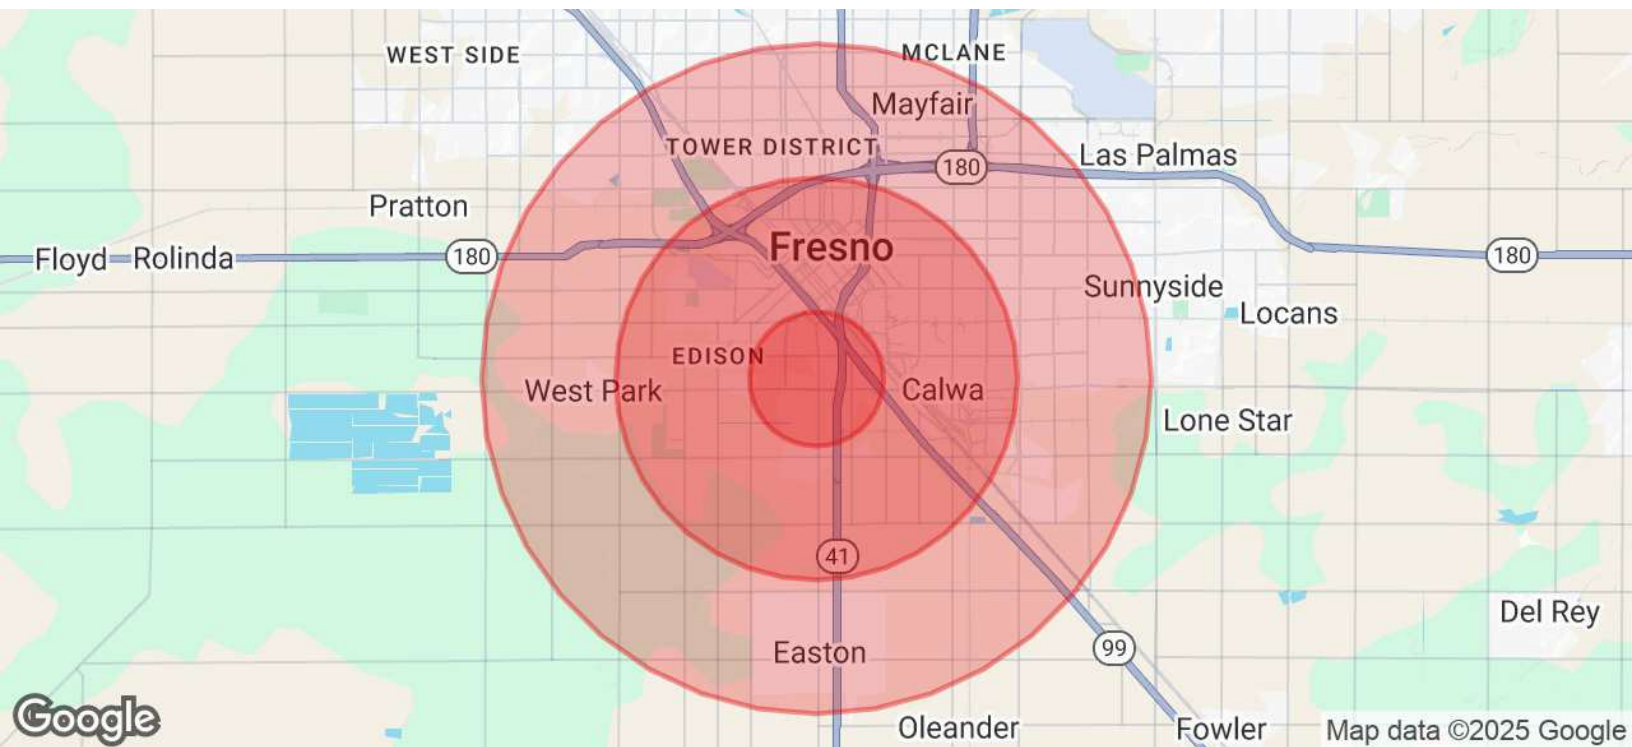 WEST SIDE
MCLANE
Mayfair
TOWER DISTRICT
180
Las Palmas
Pratton
Fresno
Floyd
Rolinda
180
180
Sunnyside
Locans
EDISON
West Park
Calwa
Lone Star
41
Del Rey
Easton
99
Google
Oleander
Fowler
Map data ©2025 Google